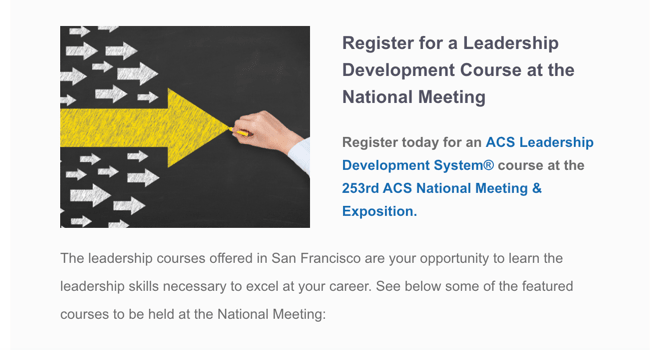 Register for a Leadership
Development Course at the
National Meeting
Register today for an ACS Leadership
Development System® course at the
253rd ACS National Meeting &
Exposition.
The leadership courses offered in San Francisco are your opportunity to learn the
leadership skills necessary to excel at your career. See below some of the featured
courses to be held at the National Meeting: